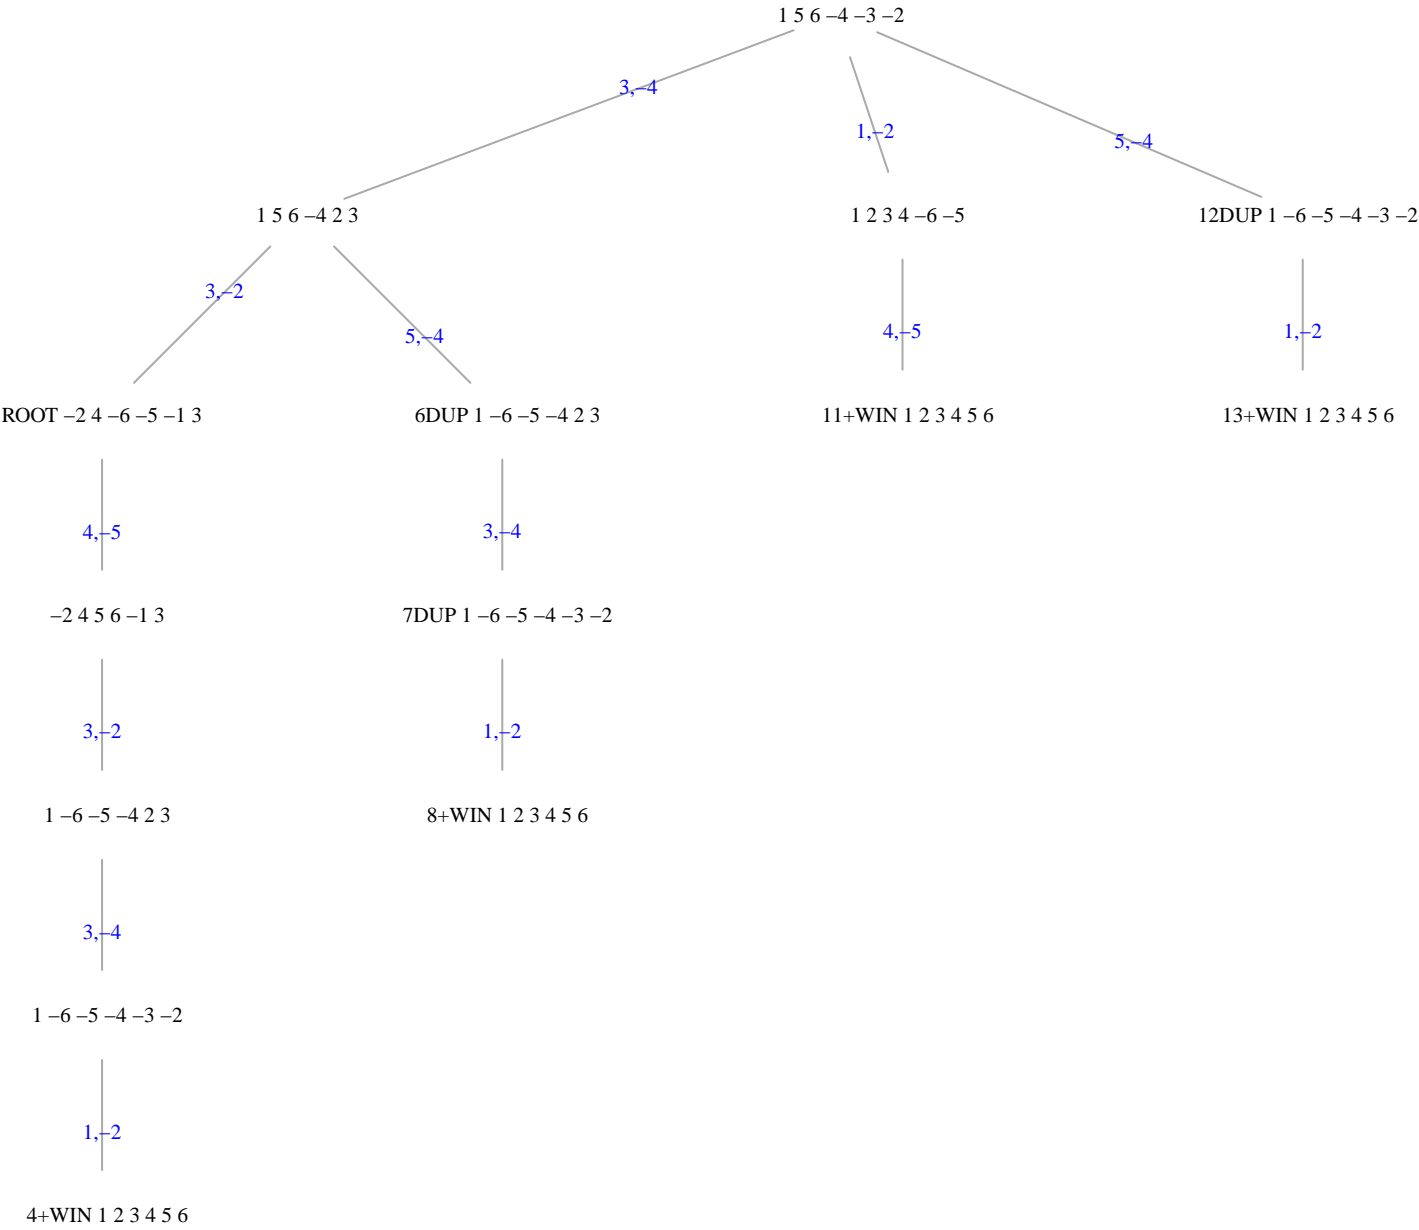 1 5 6 –4 –3 –2
3,–4
1,–2
5,–4
1 5 6 –4 2 3
1 2 3 4 –6 –5
12DUP 1 –6 –5 –4 –3 –2
3,–2
5,–4
4,–5
1,–2
ROOT –2 4 –6 –5 –1 3
6DUP 1 –6 –5 –4 2 3
11+WIN 1 2 3 4 5 6
13+WIN 1 2 3 4 5 6
4,–5
3,–4
–2 4 5 6 –1 3
7DUP 1 –6 –5 –4 –3 –2
3,–2
1,–2
1 –6 –5 –4 2 3
8+WIN 1 2 3 4 5 6
3,–4
1 –6 –5 –4 –3 –2
1,–2
4+WIN 1 2 3 4 5 6